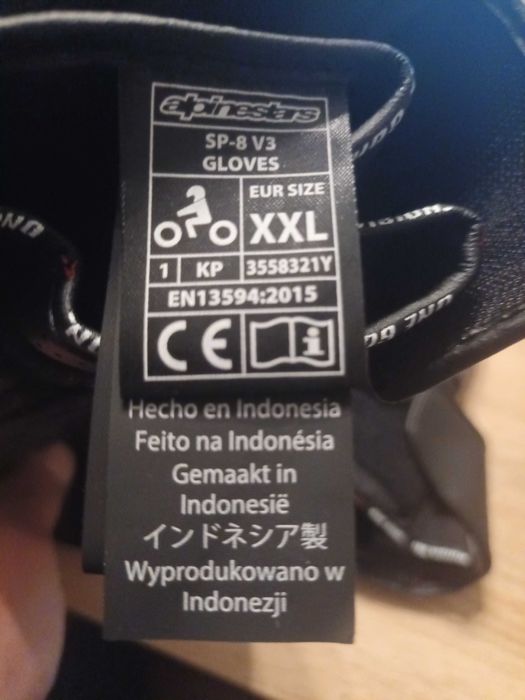 alpinestars
SP-8 V3
GLOVES
EUR SIZE
XXL
1 KP 3558321Y
EN13594:2015
CE
Hecho en Indonesia
Feito na Indonésia
Gemaakt in
Indonesië
インドネシア製
Wyprodukowano w
Indonezji